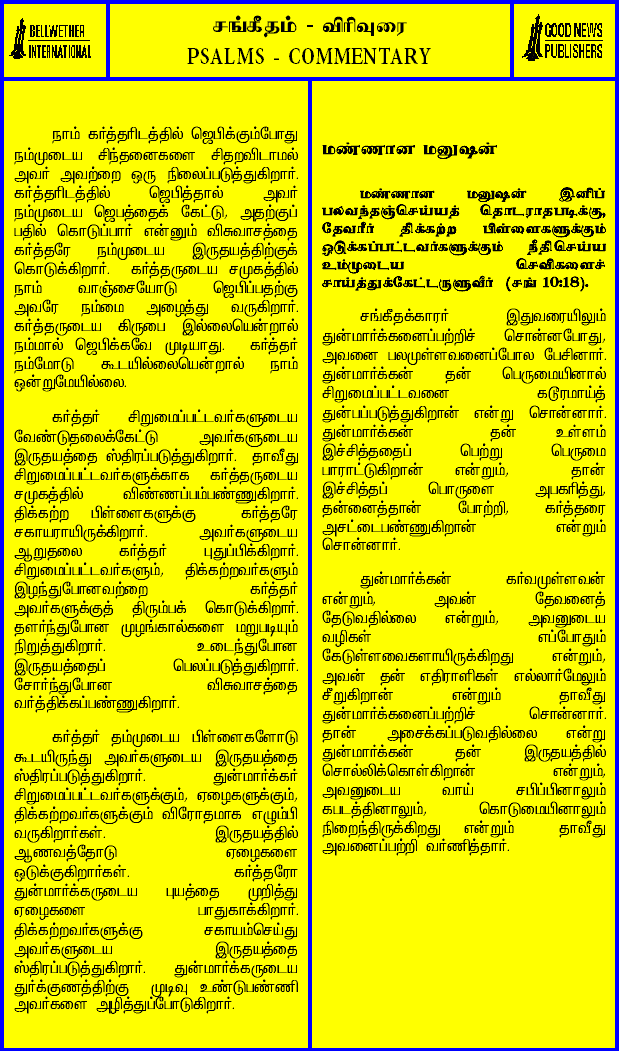 BELLWETHER
INTERNATIONAL
சங்கீதம் - விரிவுரை
PSALMS - COMMENTARY
GOOD NEWS
PUBLISHERS
நாம் கர்த்தரிடத்தில் ஜெபிக்கும்போது
நம்முடைய சிந்தனைகளை சிதறவிடாமல்
அவர் அவற்றை ஒரு நிலைப்படுத்துகிறார்.
கர்த்தரிடத்தில் ஜெபித்தால் அவர்
நம்முடைய ஜெபத்தைக் கேட்டு, அதற்குப்
பதில் கொடுப்பார் என்னும் விசுவாசத்தை
கர்த்தரே நம்முடைய இருதயத்திற்குக்
கொடுக்கிறார். கர்த்தருடைய சமுகத்தில்
நாம் வாஞ்சையோடு ஜெபிப்பதற்கு
அவரே நம்மை அழைத்து வருகிறார்.
கர்த்தருடைய கிருபை இல்லையென்றால்
நம்மால் ஜெபிக்கவே முடியாது. கர்த்தர்
நம்மோடு கூடயில்லையென்றால் நாம்
ஒன்றுமேயில்லை.
கர்த்தர் சிறுமைப்பட்டவர்களுடைய
வேண்டுதலைக்கேட்டு அவர்களுடைய
இருதயத்தை ஸ்திரப்படுத்துகிறார். தாவீது
சிறுமைப்பட்டவர்களுக்காக கர்த்தருடைய
சமுகத்தில் விண்ணப்பம்பண்ணுகிறார்.
திக்கற்ற பிள்ளைகளுக்கு கர்த்தரே
சகாயராயிருக்கிறார். அவர்களுடைய
ஆறுதலை கர்த்தர் புதுப்பிக்கிறார்.
சிறுமைப்பட்டவர்களும், திக்கற்றவர்களும்
இழந்துபோனவற்றை கர்த்தர்
அவர்களுக்குத் திரும்பக் கொடுக்கிறார்.
தளர்ந்துபோன முழங்கால்களை மறுபடியும்
நிறுத்துகிறார். உடைந்துபோன
இருதயத்தைப் பெலப்படுத்துகிறார்.
சோர்ந்துபோன விசுவாசத்தை
வர்த்திக்கப்பண்ணுகிறார்.
கர்த்தர் தம்முடைய பிள்ளைகளோடு
கூடயிருந்து அவர்களுடைய இருதயத்தை
ஸ்திரப்படுத்துகிறார். துன்மார்க்கர்
சிறுமைப்பட்டவர்களுக்கும், ஏழைகளுக்கும்,
திக்கற்றவர்களுக்கும் விரோதமாக எழும்பி
வருகிறார்கள். இருதயத்தில்
ஆணவத்தோடு ஏழைகளை
ஒடுக்குகிறார்கள். கர்த்தரோ
துன்மார்க்கருடைய புயத்தை முறித்து
ஏழைகளை பாதுகாக்கிறார்.
திக்கற்றவர்களுக்கு சகாயம்செய்து
அவர்களுடைய இருதயத்தை
ஸ்திரப்படுத்துகிறார். துன்மார்க்கருடைய
துர்க்குணத்திற்கு முடிவு உண்டுபண்ணி
அவர்களை அழித்துப்போடுகிறார்.
மண்ணான மனுஷன்
மண்ணான மனுஷன் இனிப்
பலவந்தஞ்செய்யத் தொடராதபடிக்கு,
தேவரீர் திக்கற்ற பிள்ளைகளுக்கும்
ஒடுக்கப்பட்டவர்களுக்கும் நீதிசெய்ய
உம்முடைய செவிகளைச்
சாய்த்துக்கேட்டருளுவீர் (சங் 10:18).
சங்கீதக்காரர் இதுவரையிலும்
துன்மார்க்கனைப்பற்றி சொன்னபோது,
அவனை பலமுள்ளவனைப்போல பேசினார்.
துன்மார்க்கன் தன் பெருமையினால்
சிறுமைப்பட்டவனை கடூரமாய்த்
துன்பப்படுத்துகிறான் என்று சொன்னார்.
துன்மார்க்கன் தன் உள்ளம்
இச்சித்ததைப் பெற்று பெருமை
பாராட்டுகிறான் என்றும், தான்
இச்சித்தப் பொருளை அபகரித்து,
தன்னைத்தான் போற்றி, கர்த்தரை
அசட்டைபண்ணுகிறான் என்றும்
சொன்னார்.
துன்மார்க்கன் கர்வமுள்ளவன்
என்றும், அவன் தேவனைத்
தேடுவதில்லை என்றும், அவனுடைய
வழிகள் எப்போதும்
கேடுள்ளவைகளாயிருக்கிறது என்றும்,
அவன் தன் எதிராளிகள் எல்லார்மேலும்
சீறுகிறான் என்றும் தாவீது
துன்மார்க்கனைப்பற்றிச் சொன்னார்.
தான் அசைக்கப்படுவதில்லை என்று
துன்மார்க்கன் தன் இருதயத்தில்
சொல்லிக்கொள்கிறான் என்றும்,
அவனுடைய வாய் சபிப்பினாலும்
கபடத்தினாலும், கொடுமையினாலும்
நிறைந்திருக்கிறது என்றும் தாவீது
அவனைப்பற்றி வர்ணித்தார்.